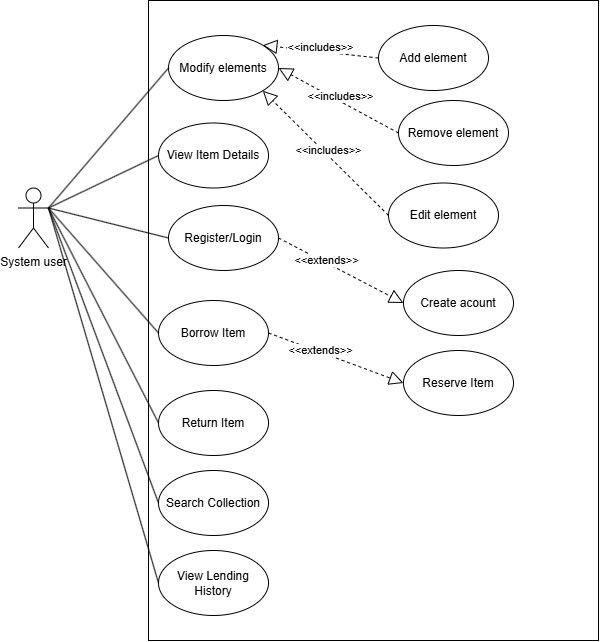 Modify elements
<<includes>>
Add element
<<includes>>
Remove element
View Item Details
<<includes>>
Edit element
System user
Register/Login
<<extends>>
Create acount
Borrow Item
<<extends>>
Reserve Item
Return Item
Search Collection
View Lending
History